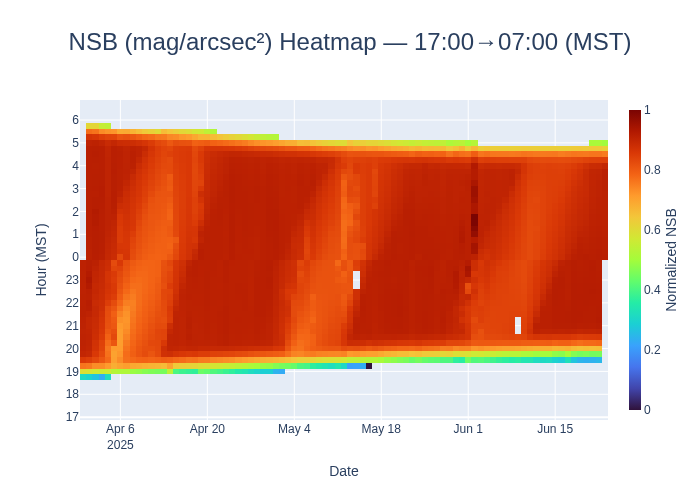 NSB (mag/arcsec²) Heatmap — 17:00→07:00 (MST)
6
5
4
3
2
1
0
23
22
21
20
19
18
17
Hour (MST)
Apr 6
2025
Apr 20
May 4
May 18
Jun 1
Jun 15
Date
1
0.8
0.6
0.4
0.2
0
Normalized NSB